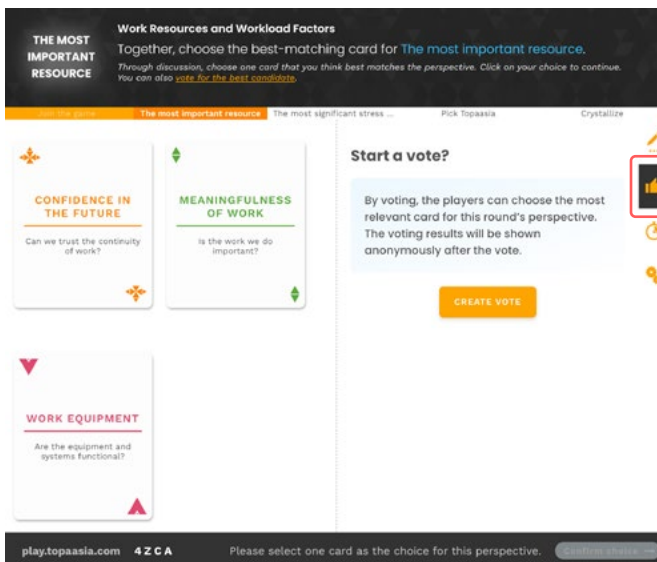 THE MOST
IMPORTANT
RESOURCE
Work Resources and Workload Factors
Together, choose the best-matching card for The most important resource.
Through discussion, choose one card that you think best matches the perspective. Click on your choice to continue.
You can also vote for the best candidate.
Join the game
The most important resource
The most significant stress ...
Pick Topaasia
Crystallize
CONFIDENCE IN
THE FUTURE
Can we trust the continuity
of work?
MEANINGFULNESS
OF WORK
Is the work we do
important?
WORK EQUIPMENT
Are the equipment and
systems functional?
Start a vote?
By voting, the players can choose the most
relevant card for this round's perspective.
The voting results will be shown
anonymously after the vote.
CREATE VOTE
play.topaasia.com 4ZCA
Please select one card as the choice for this perspective.
Confirm choice